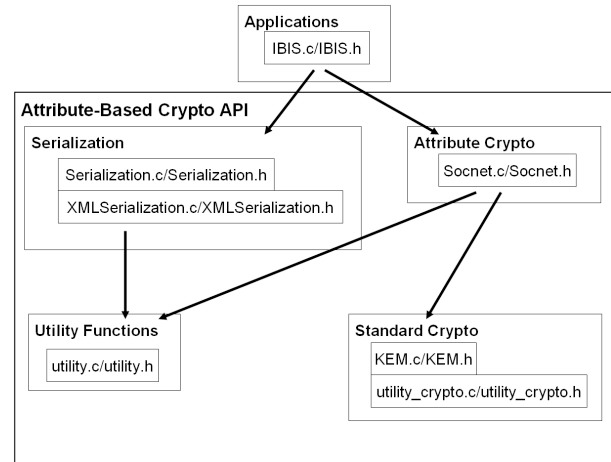 Applications
IBIS.c/IBIS.h
Attribute-Based Crypto API
Serialization
Serialization.c/Serialization.h
XMLSerialization.c/XMLSerialization.h
Attribute Crypto
Socnet.c/Socnet.h
Utility Functions
utility.c/utility.h
Standard Crypto
KEM.c/KEM.h
utility_crypto.c/utility_crypto.h